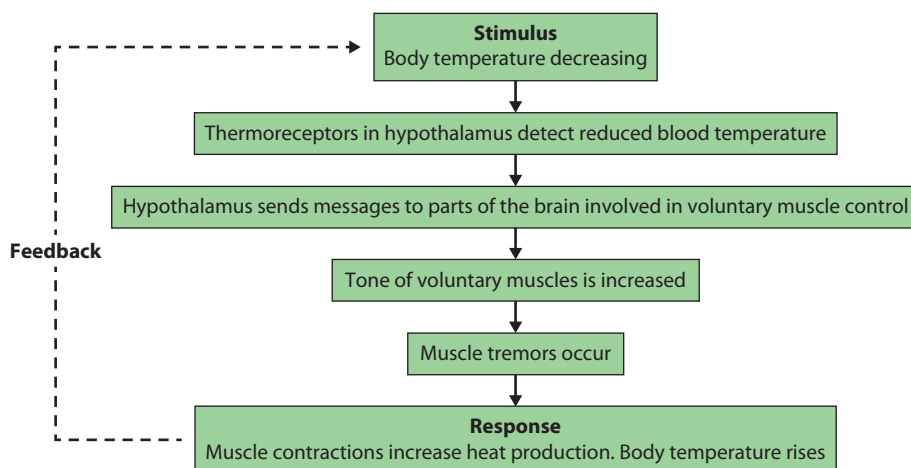 Stimulus
Body temperature decreasing
Thermoreceptors in hypothalamus detect reduced blood temperature
Hypothalamus sends messages to parts of the brain involved in voluntary muscle control
Feedback
Tone of voluntary muscles is increased
Muscle tremors occur
Response
Muscle contractions increase heat production. Body temperature rises